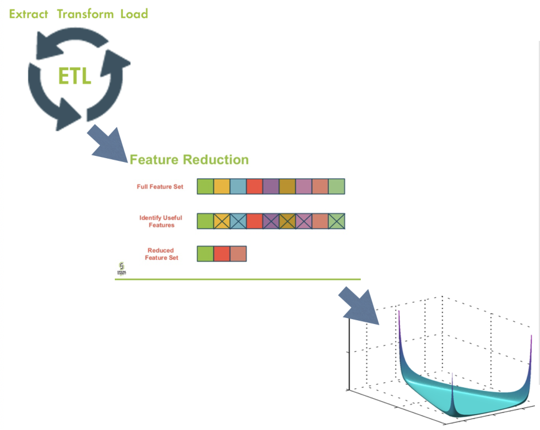 Extract Transform Load
ETL
Feature Reduction
Full Feature Set
Identify Useful
Features
Reduced
Feature Set